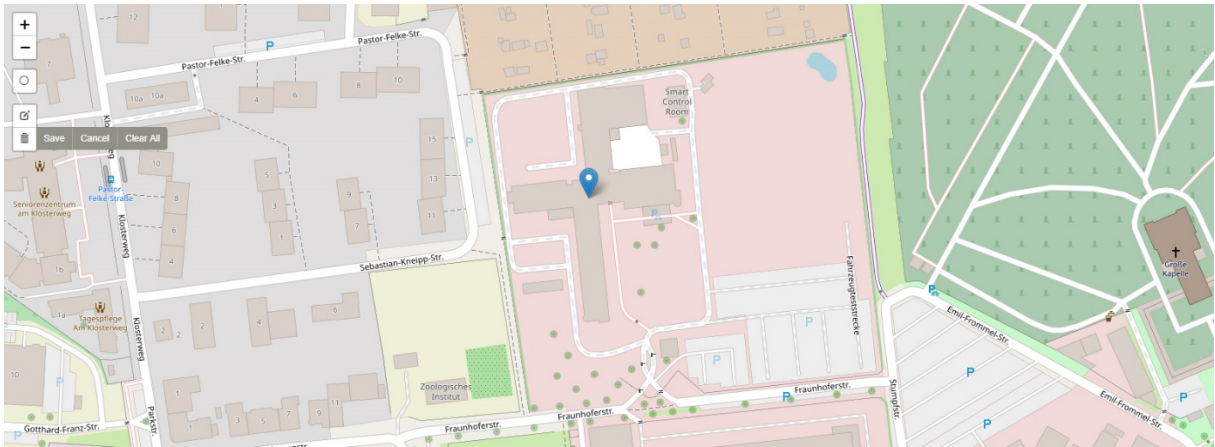 +
−
Save Cancel Clear All
12
7
P
Pastor-Felke-Str.
Pastor-Felke-Str.
10a
10a
4
6
8
10
Klosterweg
10
8
6
4
Pastor-
Felke-Straße
Seniorenzentrum
am Klosterweg
Klosterweg
1b
1a
Tagespflege
Am Klosterweg
Klosterweg
5
3
1
9
7
15
13
11
P
Sebastian-Kneipp-Str.
2
2
4
6
Smart
Control
Room
P
Fahrzeugteststrecke
P
P
Zoologisches
Institut
10
P
Gotthard-Franz-Str.
Parkstr.
1
1
3
5
7
9
11
Fraunhoferstr.
Fraunhoferstr.
Fraunhoferstr.
P
Stumpfstr.
P
Emil-Frommel-Str.
Emil-Frommel-Str.
P
P
Große
Kapelle